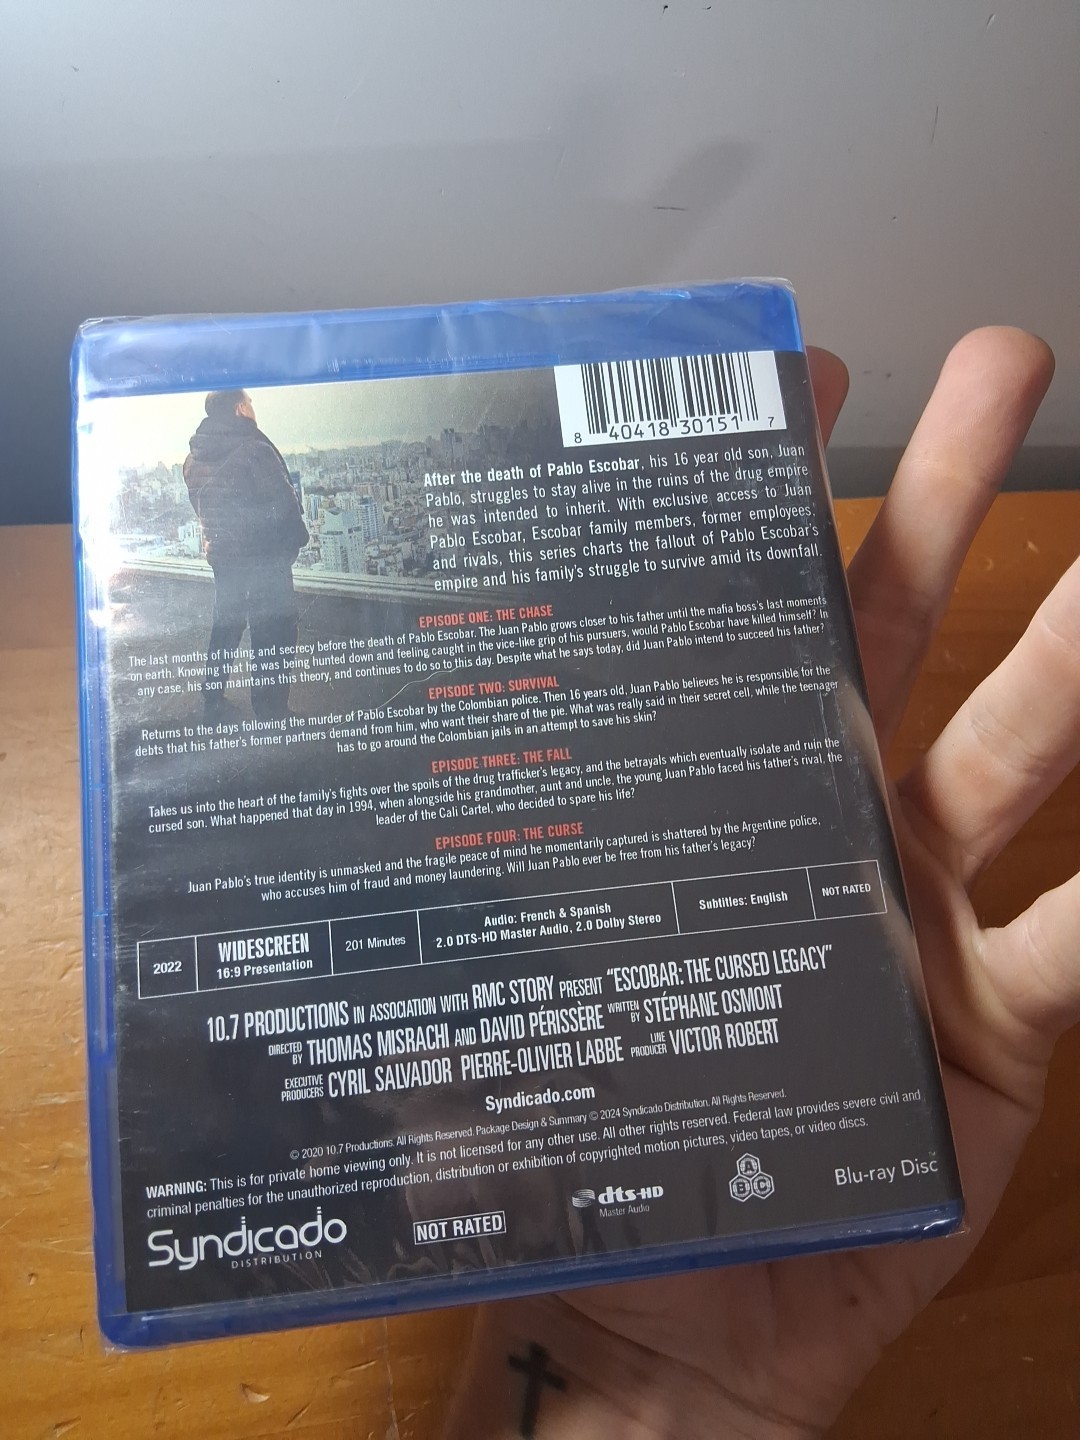 8 40418 30151 7
After the death of Pablo Escobar, his 16 year old son, Juan
Pablo, struggles to stay alive in the ruins of the drug empire
he was intended to inherit. With exclusive access to Juan
Pablo Escobar, Escobar family members, former employees,
and rivals, this series charts the fallout of Pablo Escobar's
empire and his family's struggle to survive amid its downfall.
EPISODE ONE: THE CHASE
The last months of hiding and secrecy before the death of Pablo Escobar. The Juan Pablo grows closer to his father until the mafia boss's last moments
on earth. Knowing that he was being hunted down and feeling caught in the vice-like grip of his pursuers, would Pablo Escobar have killed himself? In
any case, his son maintains this theory, and continues to do so to this day. Despite what he says today, did Juan Pablo intend to succeed his father?
EPISODE TWO: SURVIVAL
Returns to the days following the murder of Pablo Escobar by the Colombian police. Then 16 years old, Juan Pablo believes he is responsible for the
debts that his father's former partners demand from him, who want their share of the pie. What was really said in their secret cell, while the teenager
has to go around the Colombian jails in an attempt to save his skin?
EPISODE THREE: THE FALL
Takes us into the heart of the family's fights over the spoils of the drug trafficker's legacy, and the betrayals which eventually isolate and ruin the
cursed son. What happened that day in 1994, when alongside his grandmother, aunt and uncle, the young Juan Pablo faced his father's rival, the
leader of the Cali Cartel, who decided to spare his life?
EPISODE FOUR: THE CURSE
Juan Pablo's true identity is unmasked and the fragile peace of mind he momentarily captured is shattered by the Argentine police,
who accuses him of fraud and money laundering. Will Juan Pablo ever be free from his father's legacy?
2022
WIDESCREEN
16:9 Presentation
201 Minutes
Audio: French & Spanish
2.0 DTS-HD Master Audio, 2.0 Dolby Stereo
Subtitles: English
NOT RATED
10.7 PRODUCTIONS IN ASSOCIATION WITH RMC STORY PRESENT "ESCOBAR: THE CURSED LEGACY"
DIRECTED BY THOMAS MISRACHI AND DAVID PÉRISSÈRE WRITTEN BY STÉPHANE OSMONT
EXECUTIVE PRODUCERS CYRIL SALVADOR PIERRE-OLIVIER LABBE LINE PRODUCER VICTOR ROBERT
Syndicado.com
© 2020 10.7 Productions. All Rights Reserved. Package Design & Summary © 2024 Syndicado Distribution. All Rights Reserved.
WARNING: This is for private home viewing only. It is not licensed for any other use. All other rights reserved. Federal law provides severe civil and
criminal penalties for the unauthorized reproduction, distribution or exhibition of copyrighted motion pictures, video tapes, or video discs.
Syndicado
DISTRIBUTION
NOT RATED
dts-HD
Master Audio
A
B C
Blu-ray Disc